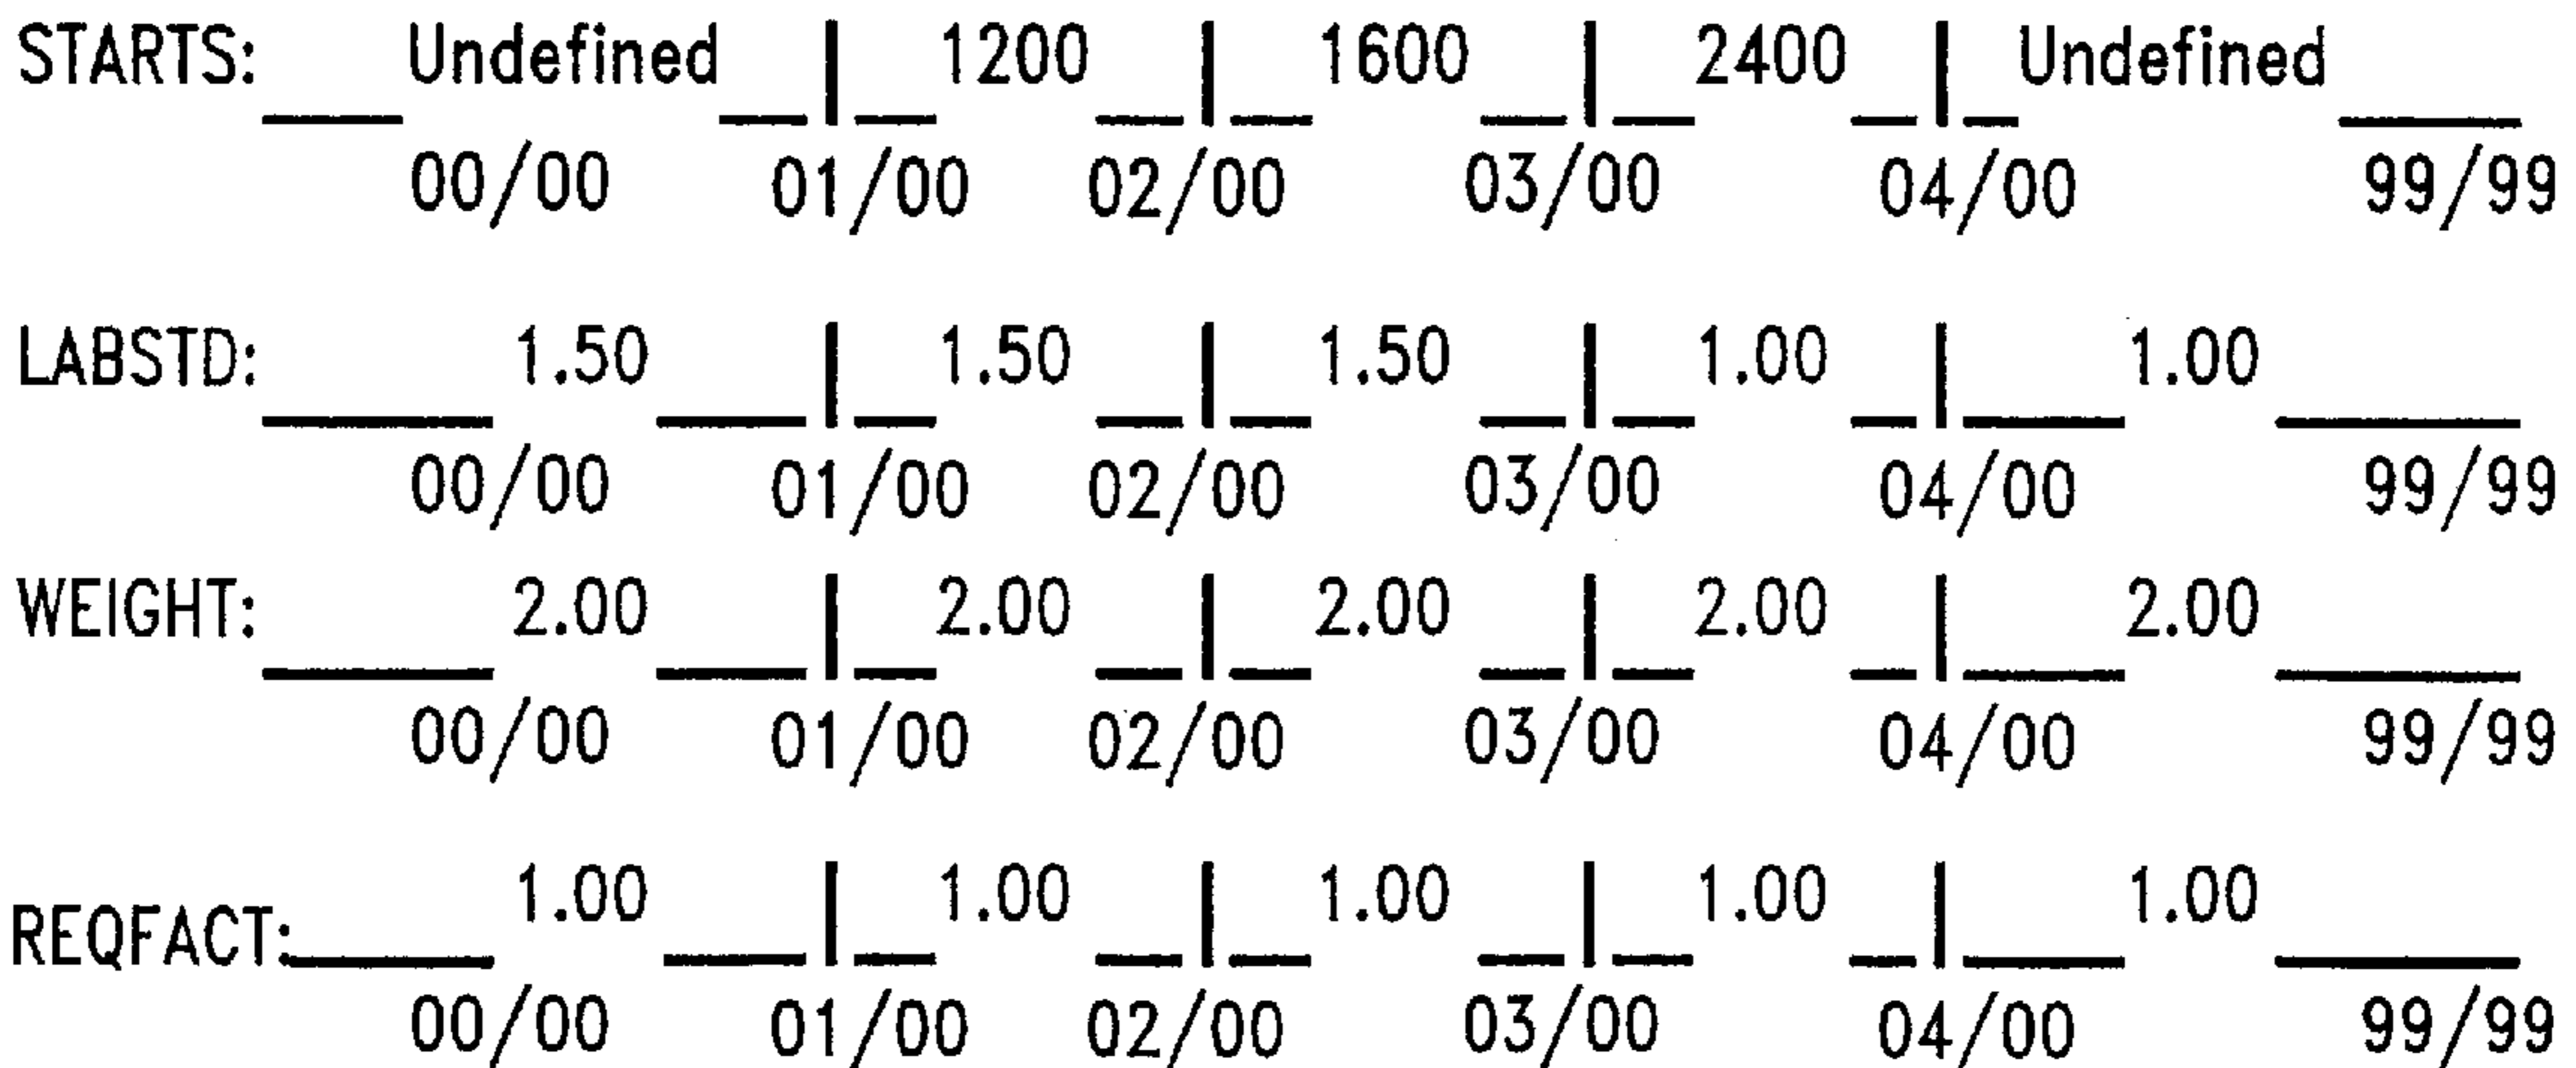 STARTS: Undefined 1200 1600 2400 Undefined
00/00 01/00 02/00 03/00 04/00 99/99
LABSTD: 1.50 1.50 1.50 1.00 1.00
00/00 01/00 02/00 03/00 04/00 99/99
WEIGHT: 2.00 2.00 2.00 2.00 2.00
00/00 01/00 02/00 03/00 04/00 99/99
REQFACT: 1.00 1.00 1.00 1.00 1.00
00/00 01/00 02/00 03/00 04/00 99/99